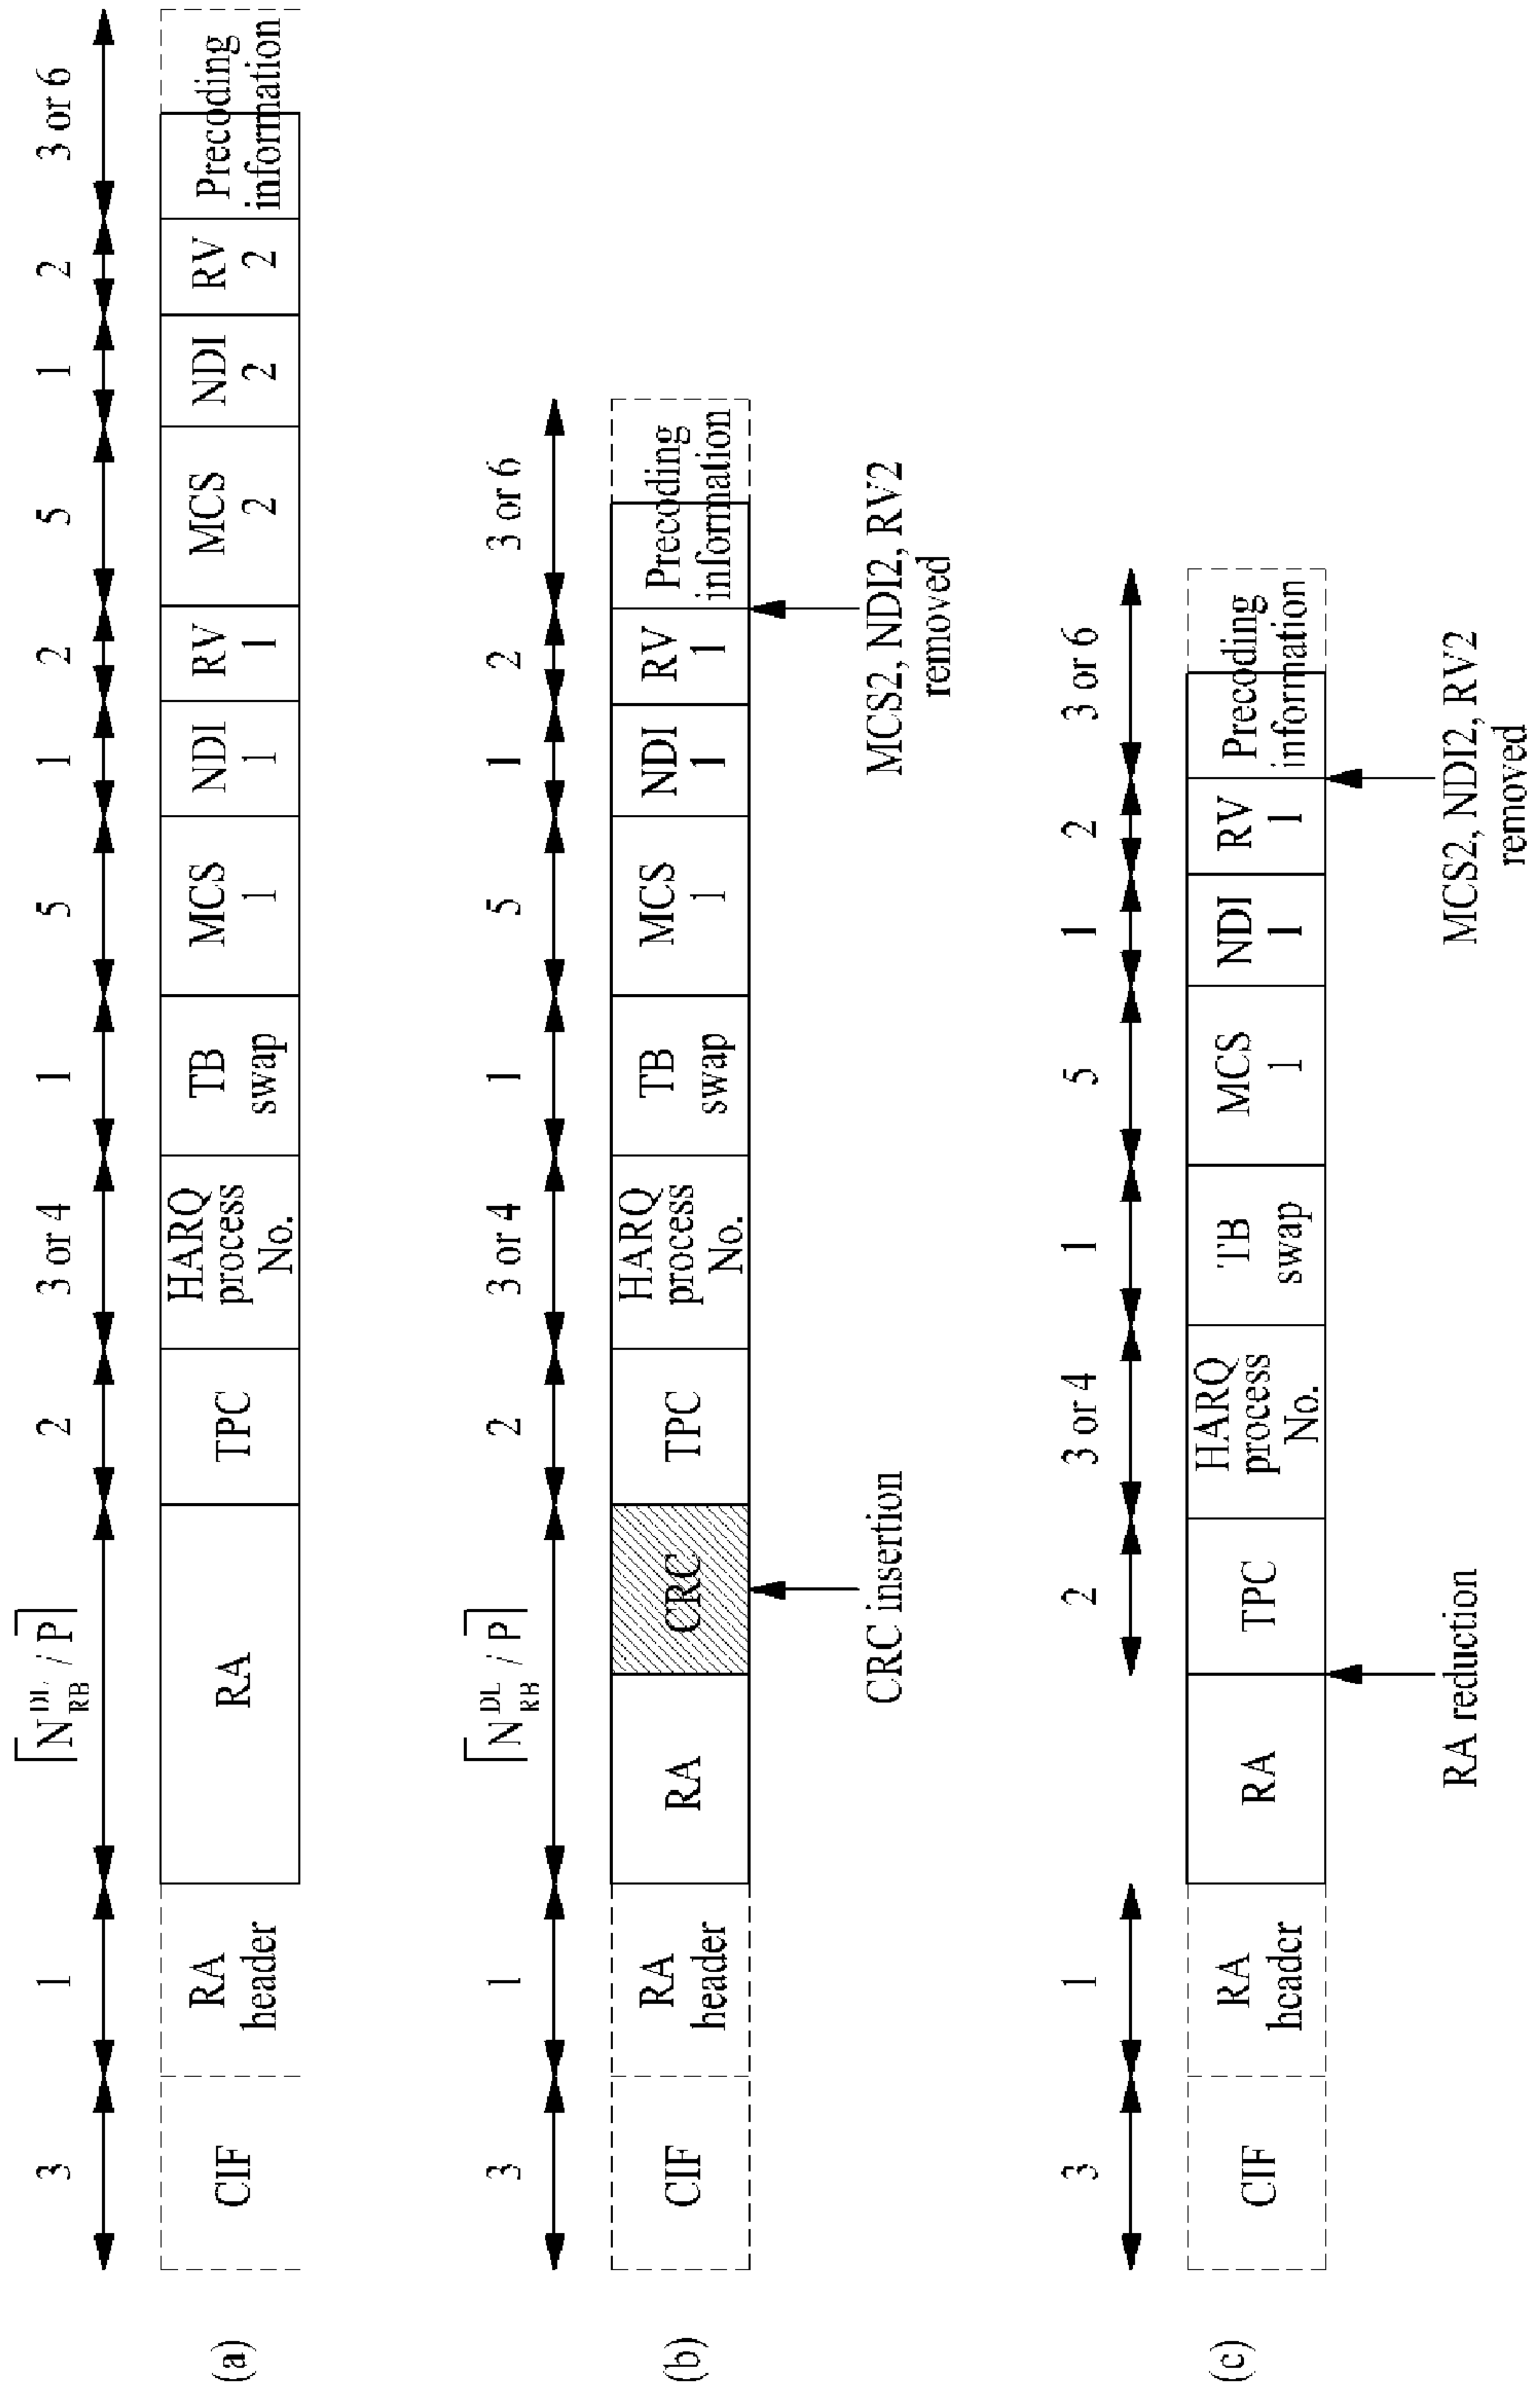 3 1 ⌈N_RB^DL / P⌉ 2 3 or 4 1 5 1 2 5 1 2 3 or 6
(a)
CIF
RA
header
RA
TPC
HARQ
process
No.
TB
swap
MCS
1
NDI
1
RV
1
MCS
2
NDI
2
RV
2
Precoding
information
3 1 ⌈N_RB^DL / P⌉ 2 3 or 4 1 5 1 2 3 or 6
(b)
CIF
RA
header
RA
CRC
TPC
HARQ
process
No.
TB
swap
MCS
1
NDI
1
RV
1
Precoding
information
CRC insertion
MCS2, NDI2, RV2
removed
3 1 2 3 or 4 1 5 1 2 3 or 6
(c)
CIF
RA
header
RA
TPC
HARQ
process
No.
TB
swap
MCS
1
NDI
1
RV
1
Precoding
information
RA reduction
MCS2, NDI2, RV2
removed